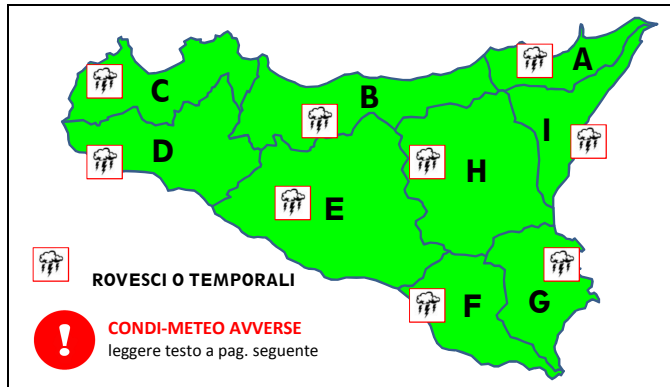 A
C
B
I
D
H
E
F
G
ROVESCI O TEMPORALI
!
CONDI-METEO AVVERSE
leggere testo a pag. seguente